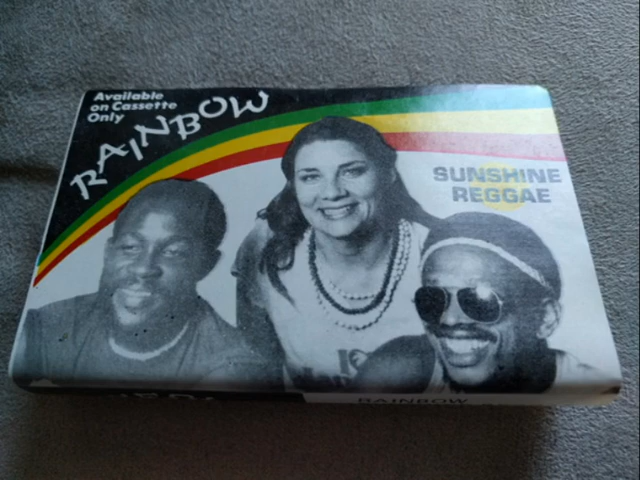 Available
on Cassette
Only
RAINBOW
SUNSHINE
REGGAE
RAINBOW